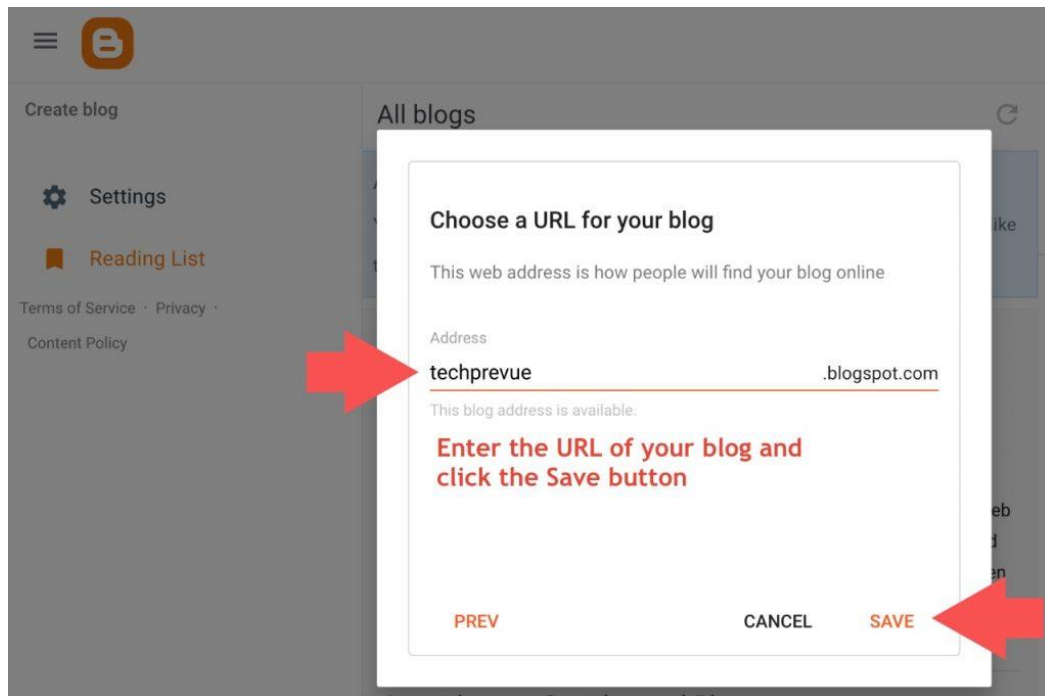 Create blog
All blogs
Settings
Reading List
Terms of Service · Privacy ·
Content Policy
Choose a URL for your blog
This web address is how people will find your blog online
Address
techprevue .blogspot.com
This blog address is available.
Enter the URL of your blog and
click the Save button
PREV CANCEL SAVE